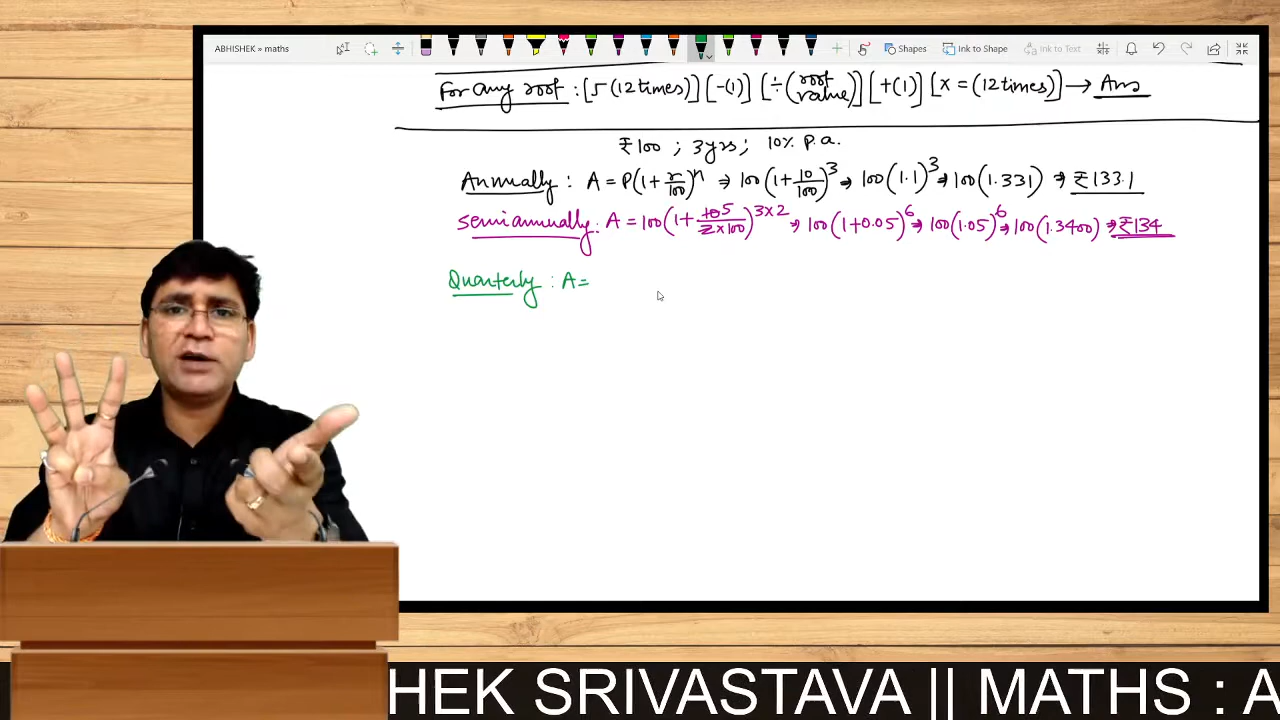 ABHISHEK » maths
Shapes
Ink to Shape
Ink to Text
For any root : [√ (12 times)] [-(1)] [÷ (root value)] [+(1)] [x = (12 times)] → Ans
₹100 ; 3yrs ; 10% p.a.
Annually : A = P(1+r/100)^n ⇒ 100(1+10/100)^3 ⇒ 100(1.1)^3 ⇒ 100(1.331) ⇒ ₹133.1
semiannually : A = 100(1+10 5/2×100)^3×2 ⇒ 100(1+0.05)^6 ⇒ 100(1.05)^6 ⇒ 100(1.3400) ⇒ ₹134
Quarterly : A=
HEK SRIVASTAVA || MATHS : A